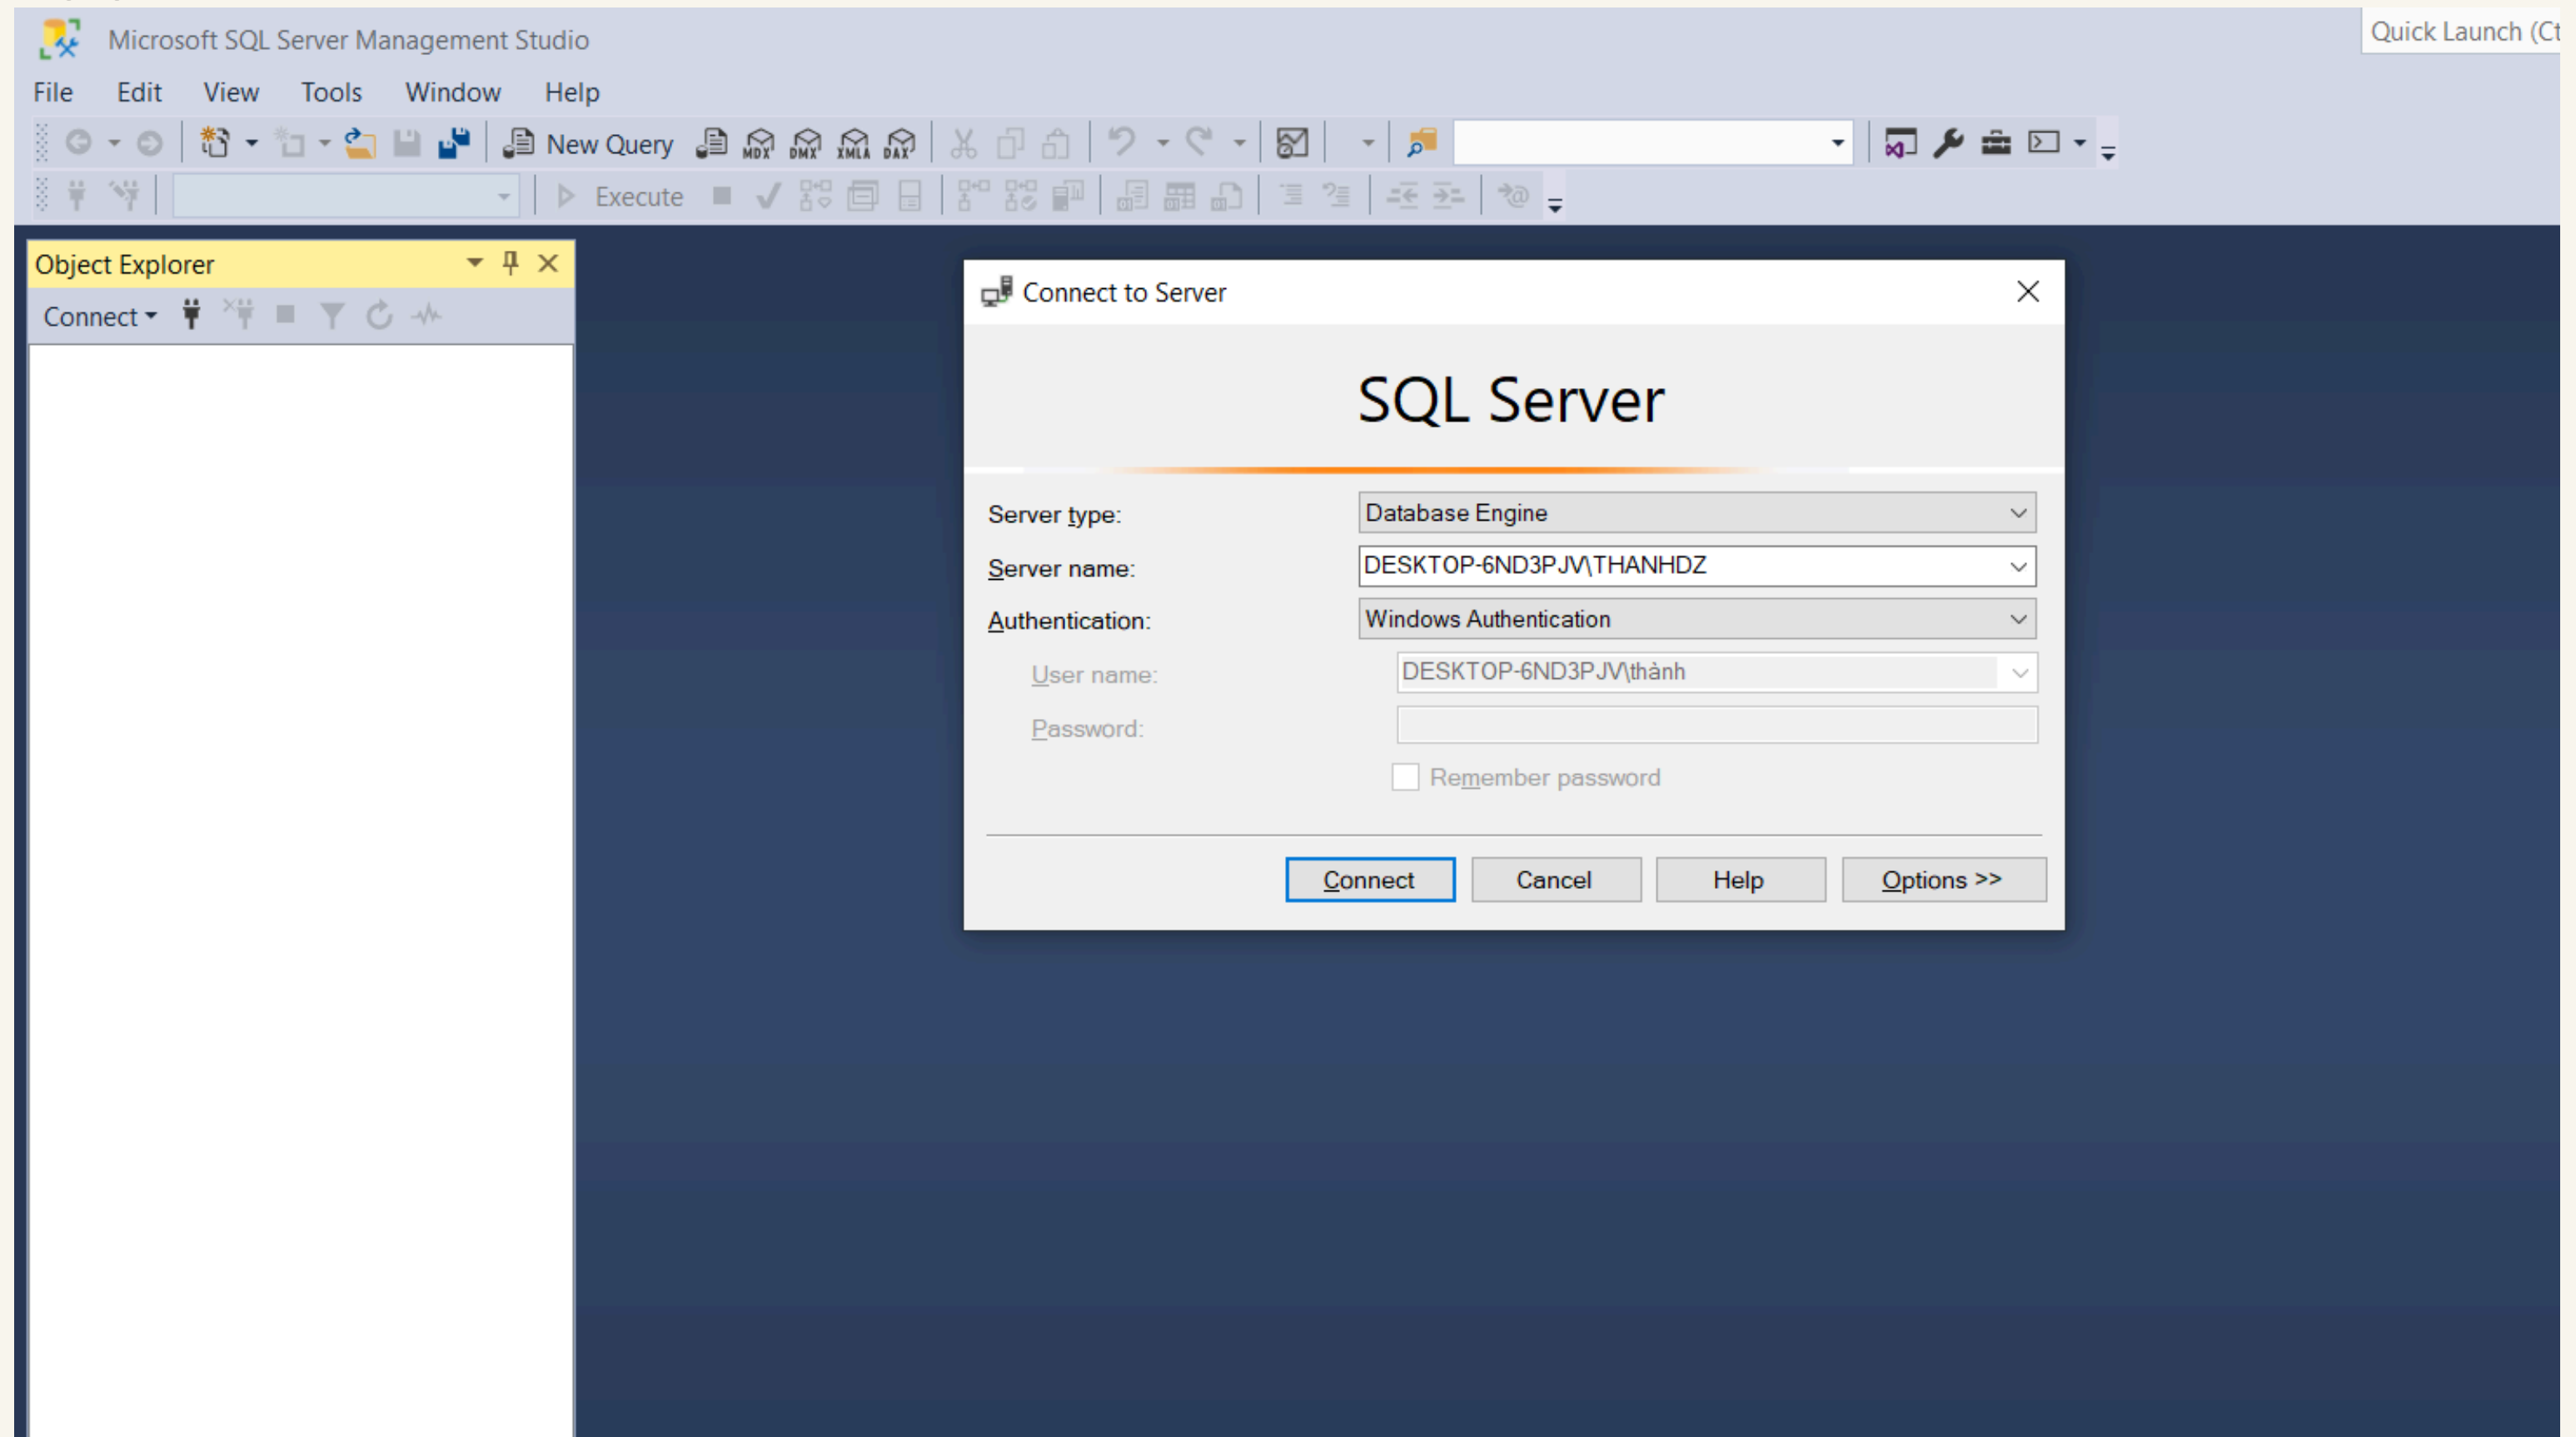 Microsoft SQL Server Management Studio
Quick Launch (Ct
File Edit View Tools Window Help
New Query MDX DMX XMLA DAX
Execute
Object Explorer
Connect
Connect to Server
SQL Server
Server type: Database Engine
Server name: DESKTOP-6ND3PJV\THANHDZ
Authentication: Windows Authentication
User name: DESKTOP-6ND3PJV\thành
Password:
Remember password
Connect Cancel Help Options >>